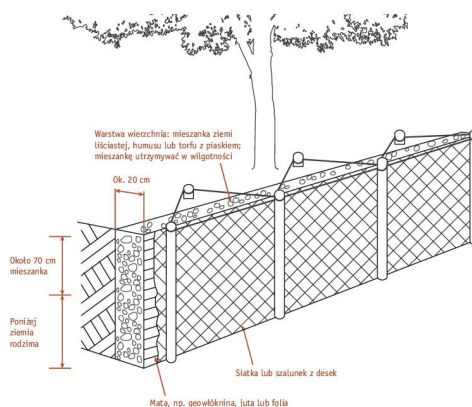 Warstwa wierzchnia: mieszanka ziemi
liściastej, humusu lub torfu z piaskiem;
mieszankę utrzymywać w wilgotności
Ok. 20 cm
Około 70 cm
mieszanka
Poniżej
ziemia
rodzima
Siatka lub szalunek z desek
Mata, np. geowłóknina, juta lub folia